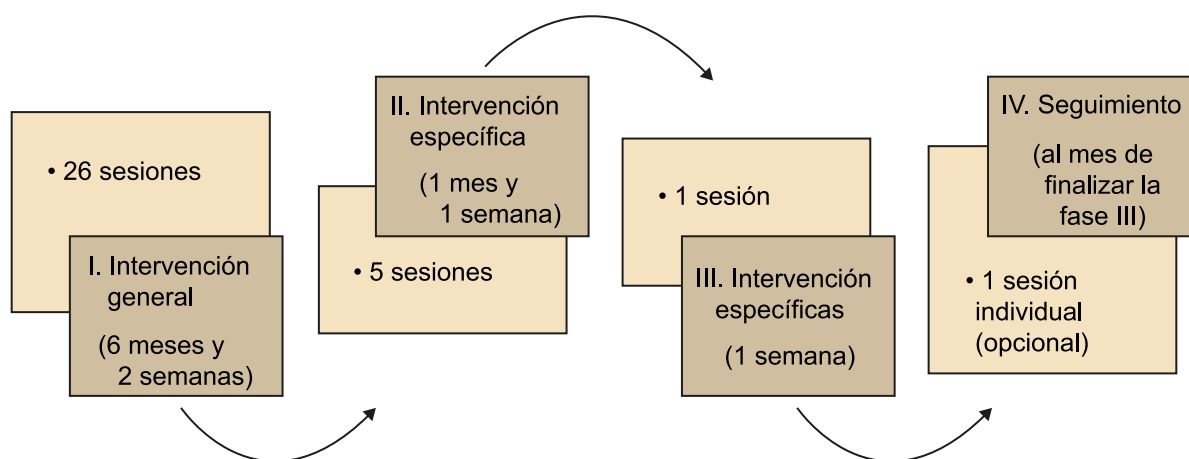 • 26 sesiones
I. Intervención
general
(6 meses y
2 semanas)
II. Intervención
específica
(1 mes y
1 semana)
• 5 sesiones
• 1 sesión
III. Intervención
específicas
(1 semana)
IV. Seguimiento
(al mes de
finalizar la
fase III)
• 1 sesión
individual
(opcional)